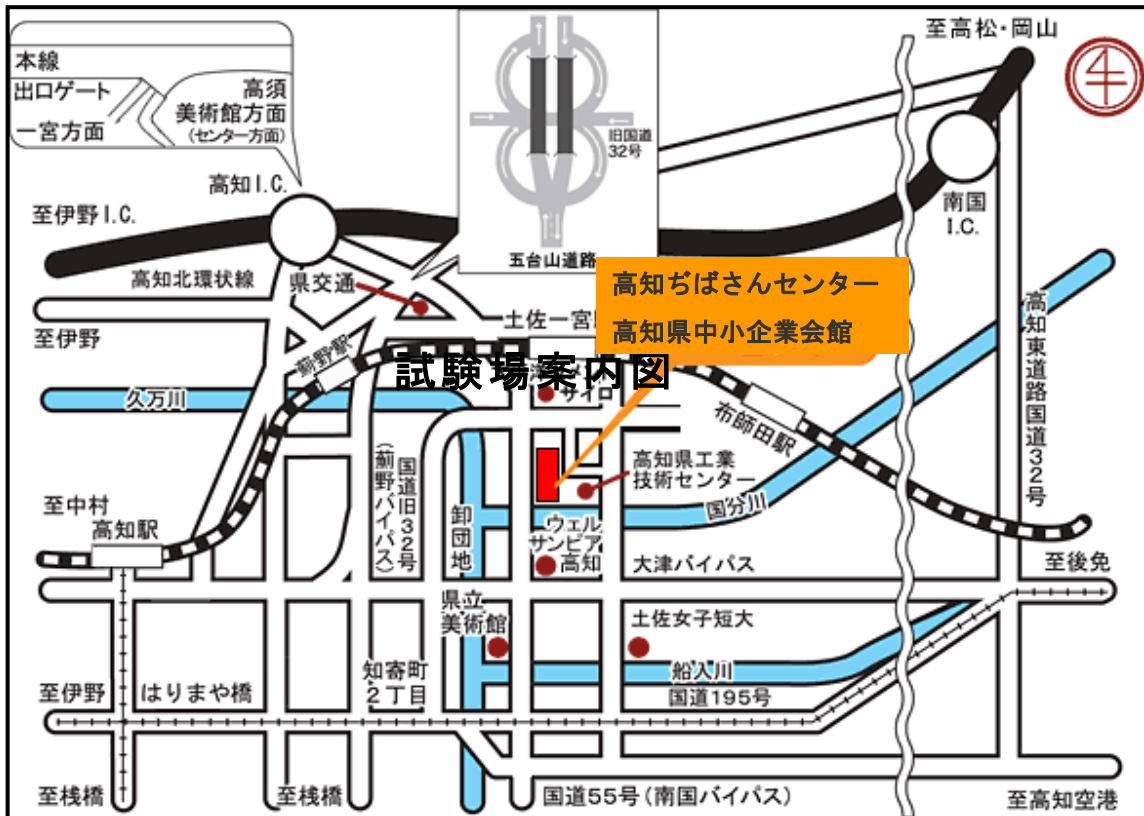 至高松・岡山
本線
出口ゲート
一宮方面
高須
美術館方面
(センター方面)
旧国道
32号
五台山道路
高知I.C.
至伊野I.C.
南国
I.C.
高知北環状線
県交通
至伊野
高知ぢばさんセンター
高知県中小企業会館
土佐一宮
薊野駅
試験場案内図
サイロ
久万川
布師田駅
高知東道路国道32号
高知県工業
技術センター
国分川
国道旧32号
(薊野バイパス)
卸団地
至中村
高知駅
ウェル
サンピア
高知
大津バイパス
至後免
県立
美術館
土佐女子短大
船入川
国道195号
知寄町
2丁目
至伊野
はりまや橋
至桟橋
至桟橋
国道55号(南国バイパス)
至高知空港